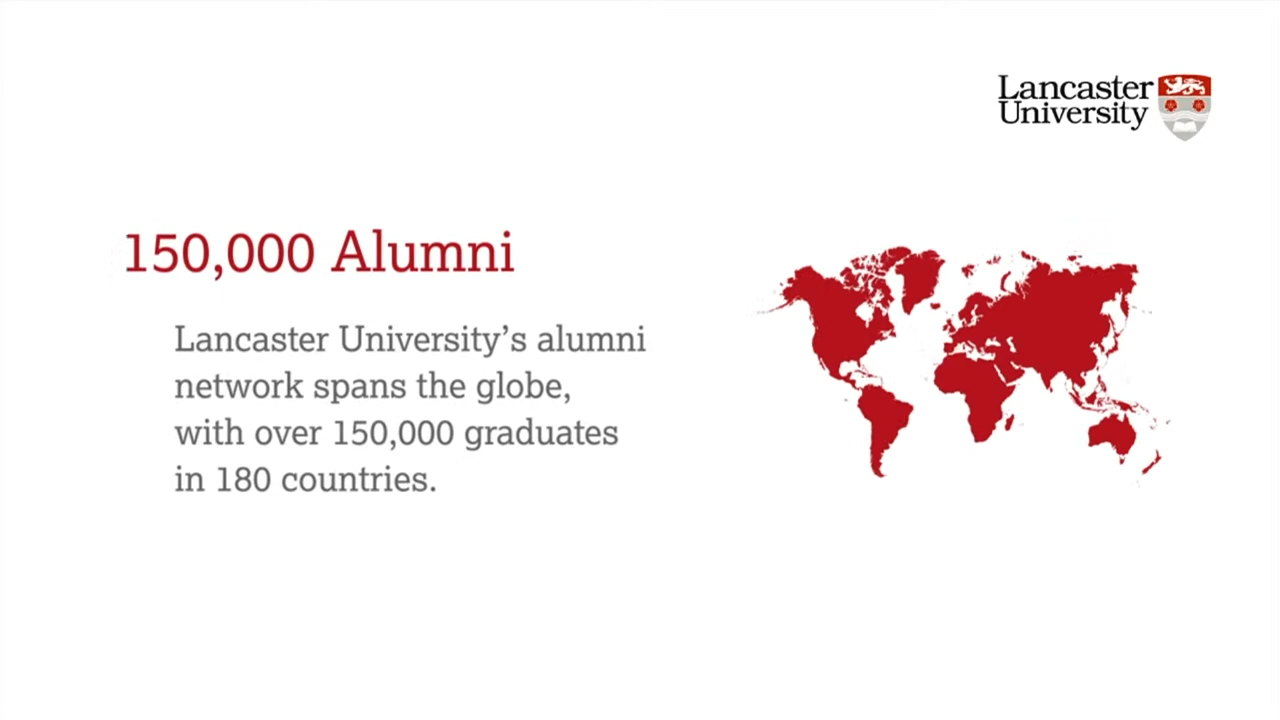 Lancaster
University
150,000 Alumni
Lancaster University’s alumni
network spans the globe,
with over 150,000 graduates
in 180 countries.